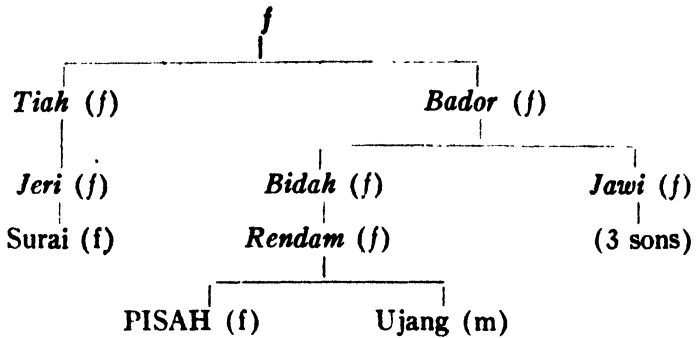 f
Tiah (f) Bador (f)
Jeri (f) Bidah (f) Jawi (f)
Surai (f) Rendam (f) (3 sons)
PISAH (f) Ujang (m)